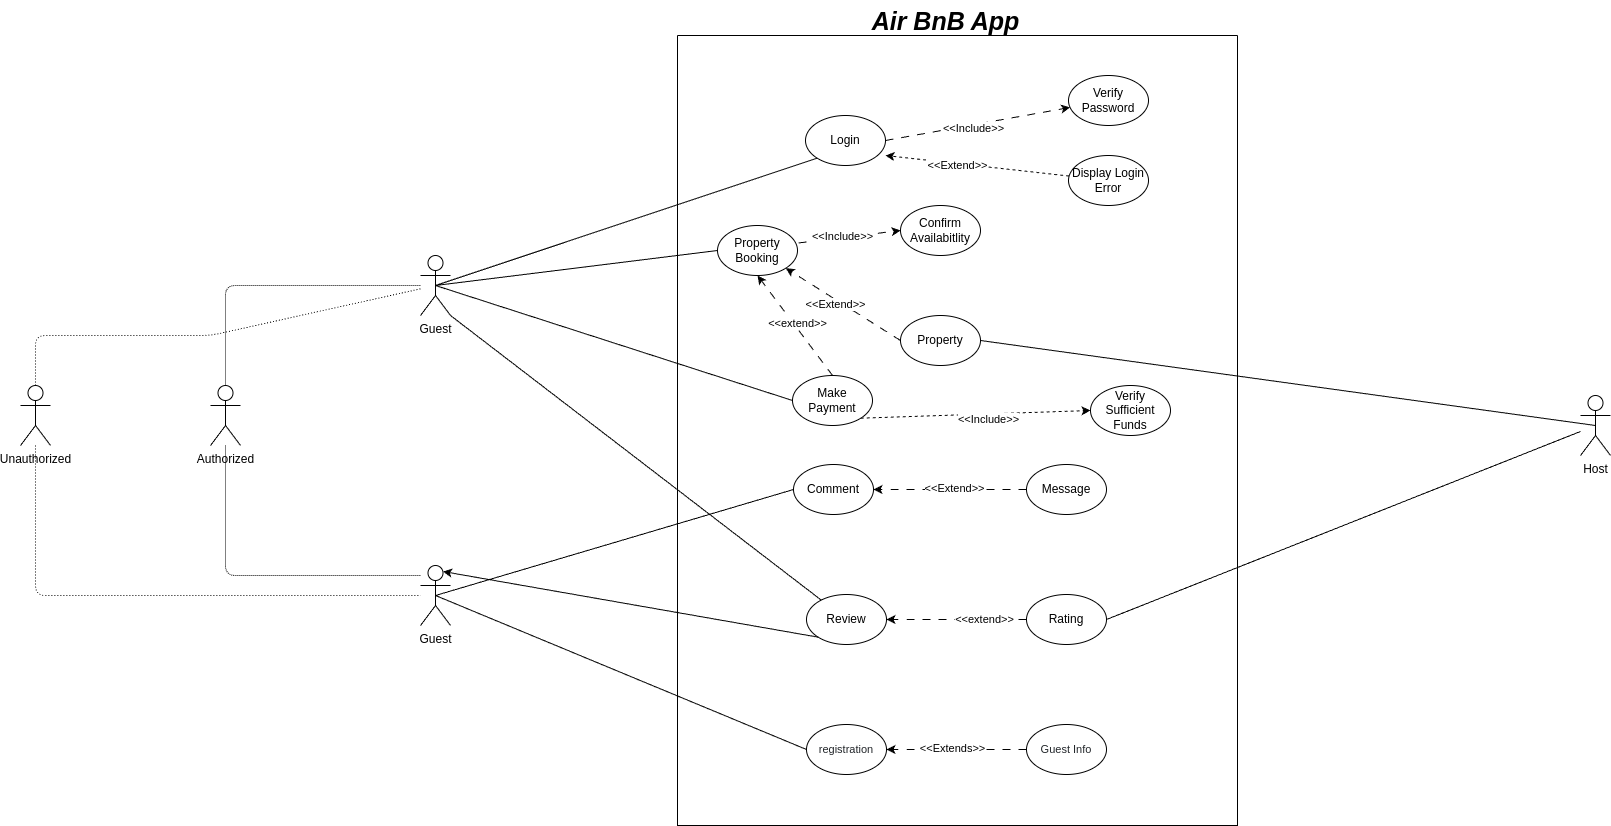 Air BnB App
Verify
Password
<<Include>>
Login
<<Extend>>
Display Login
Error
Confirm
Availabitlity
<<Include>>
Property
Booking
<<Extend>>
<<extend>>
Guest
Property
Make
Payment
Verify
Sufficient
Funds
<<Include>>
Unauthorized
Authorized
Host
Comment
<<Extend>>
Message
Review
<<extend>>
Rating
Guest
registration
<<Extends>>
Guest Info